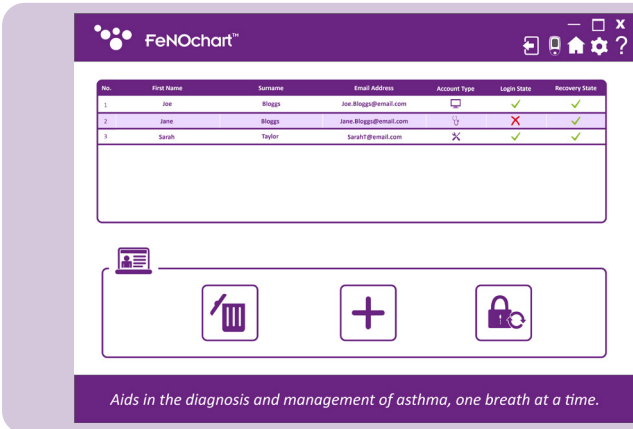 FeNOchart™
?
No. First Name Surname Email Address Account Type Login State Recovery State
1 Joe Bloggs Joe.Bloggs@email.com
2 Jane Bloggs Jane.Bloggs@email.com
3 Sarah Taylor SarahT@email.com
Aids in the diagnosis and management of asthma, one breath at a time.